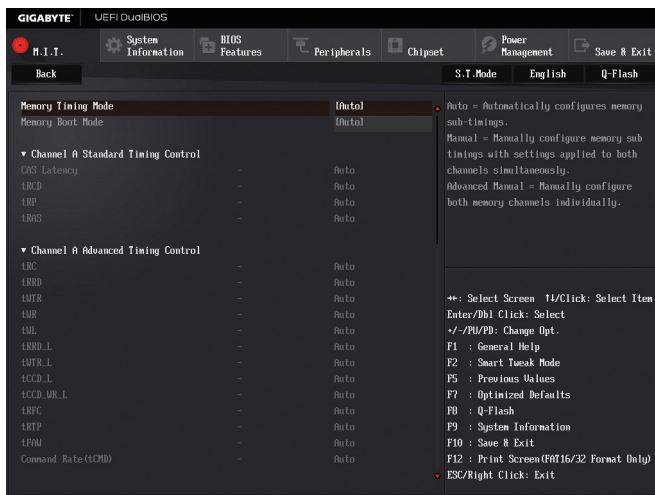 GIGABYTE™ UEFI DualBIOS
M.I.T. System Information BIOS Features Peripherals Chipset Power Management Save & Exit
Back S.T.Mode English Q-Flash
Memory Timing Mode [Auto]
Memory Boot Mode [Auto]
▼ Channel A Standard Timing Control
CAS Latency - Auto
tRCD - Auto
tRP - Auto
tRAS - Auto
▼ Channel A Advanced Timing Control
tRC - Auto
tRRD - Auto
tWTR - Auto
tWR - Auto
tWL - Auto
tRRD_L - Auto
tWTR_L - Auto
tCCD_L - Auto
tCCD_WR_L - Auto
tRFC - Auto
tRTP - Auto
tFAW - Auto
Command Rate(tCMD) - Auto
Auto = Automatically configures memory
sub-timings.
Manual = Manually configure memory sub
timings with settings applied to both
channels simultaneously.
Advanced Manual = Manually configure
both memory channels individually.
→←: Select Screen ↑↓/Click: Select Item
Enter/Dbl Click: Select
+/-/PU/PD: Change Opt.
F1 : General Help
F2 : Smart Tweak Mode
F5 : Previous Values
F7 : Optimized Defaults
F8 : Q-Flash
F9 : System Information
F10 : Save & Exit
F12 : Print Screen(FAT16/32 Format Only)
ESC/Right Click: Exit